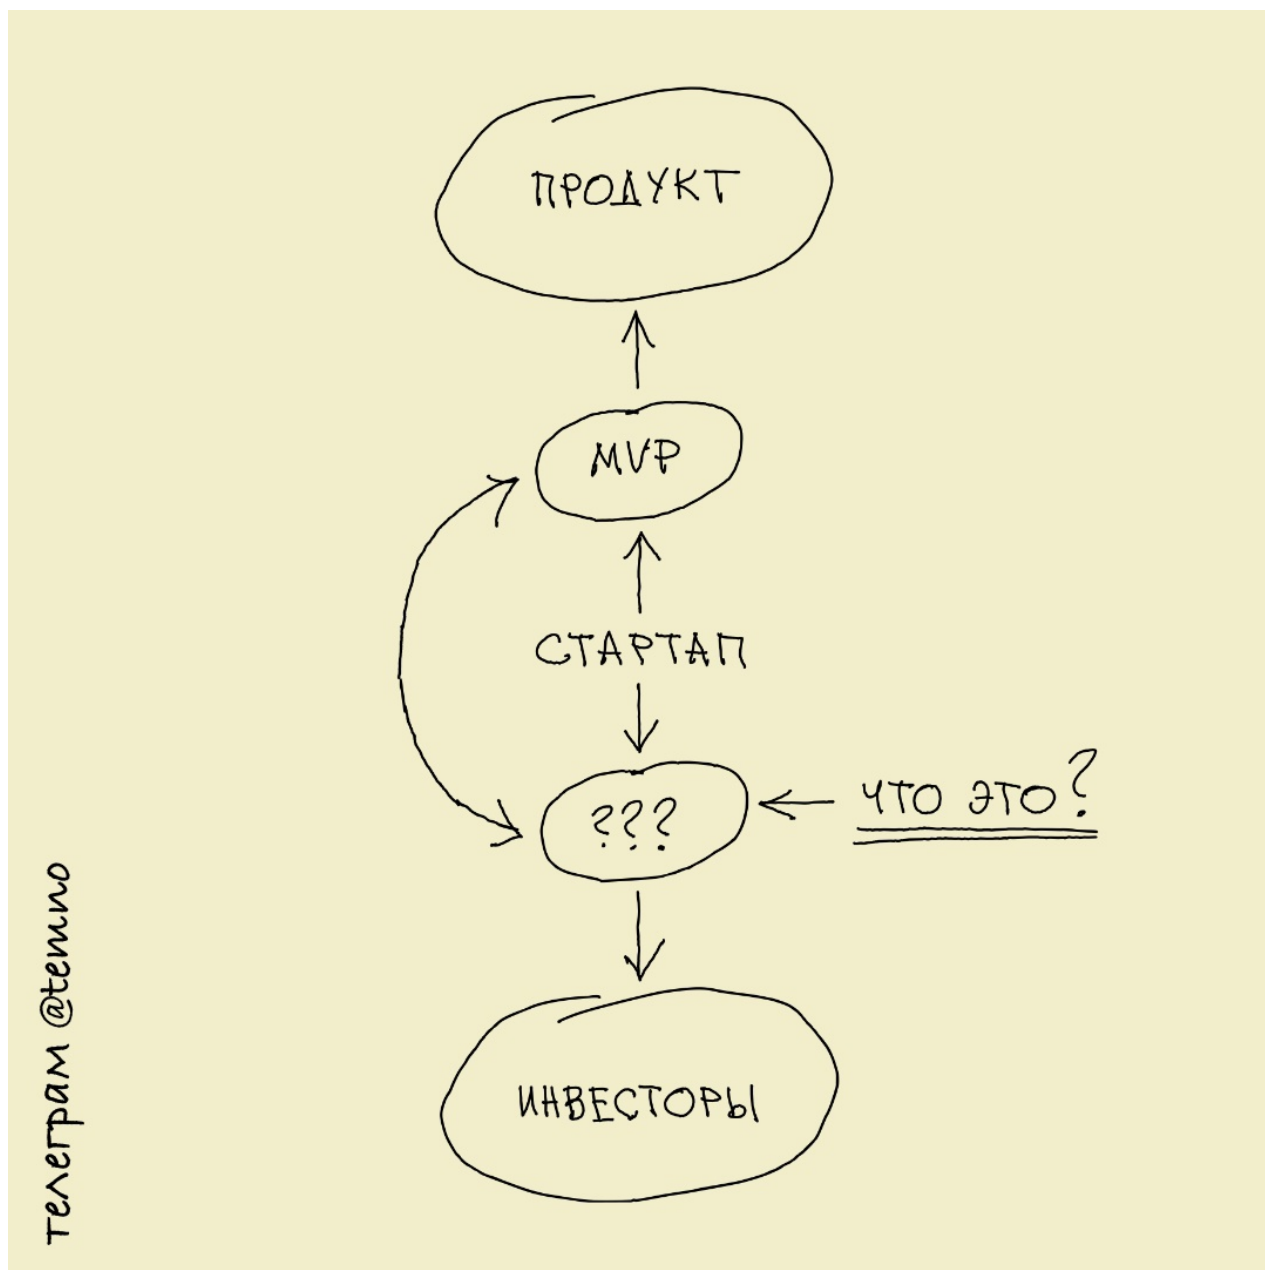 ПРОДУКТ
MVP
СТАРТАП
???
ЧТО ЭТО?
ИНВЕСТОРЫ
телеграм @temno